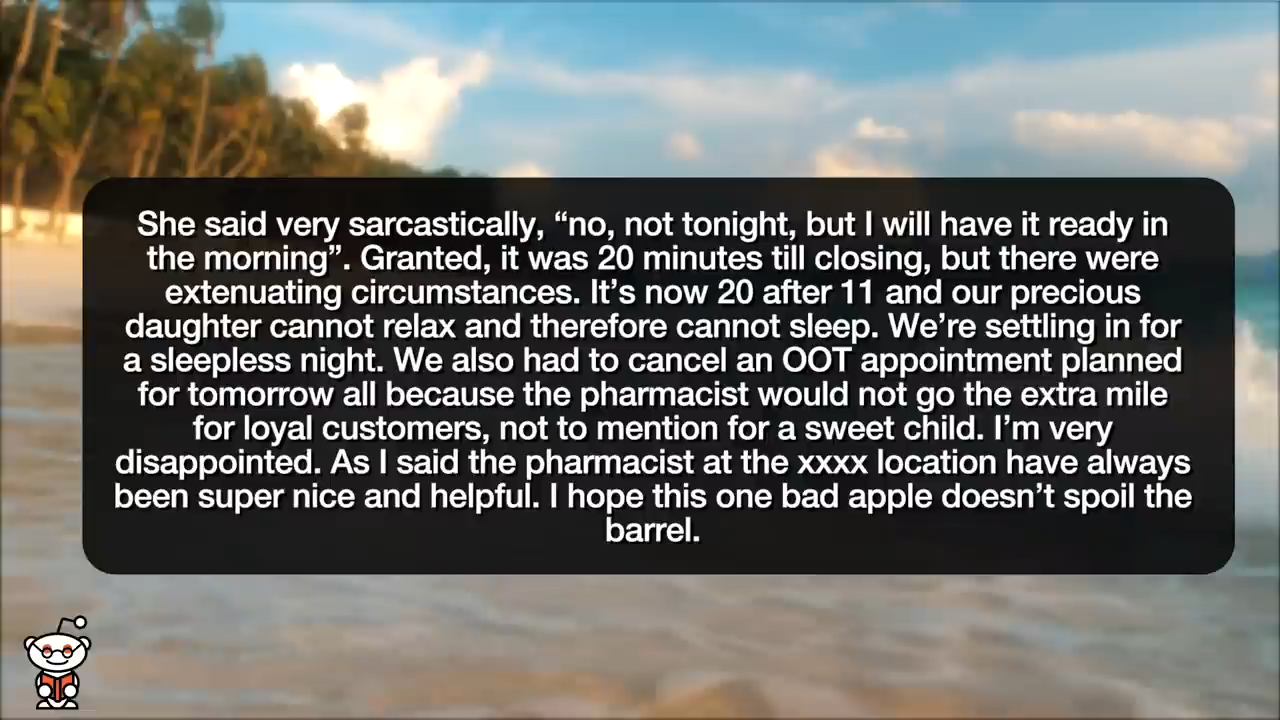 She said very sarcastically, “no, not tonight, but I will have it ready in
the morning”. Granted, it was 20 minutes till closing, but there were
extenuating circumstances. It’s now 20 after 11 and our precious
daughter cannot relax and therefore cannot sleep. We’re settling in for
a sleepless night. We also had to cancel an OOT appointment planned
for tomorrow all because the pharmacist would not go the extra mile
for loyal customers, not to mention for a sweet child. I’m very
disappointed. As I said the pharmacist at the xxxx location have always
been super nice and helpful. I hope this one bad apple doesn’t spoil the
barrel.